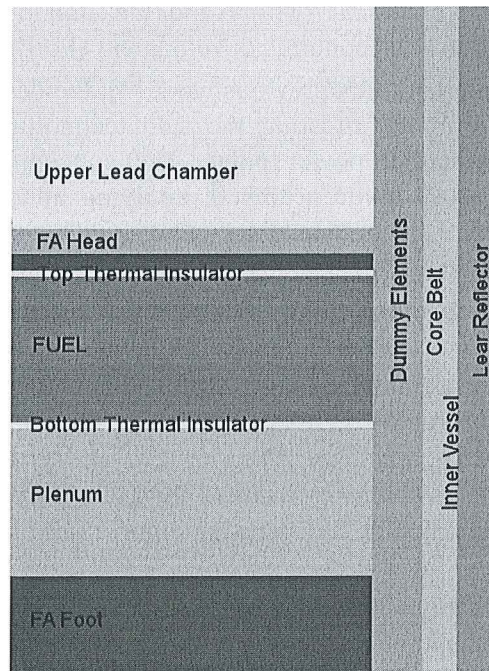 Upper Lead Chamber
FA Head
Top Thermal Insulator
FUEL
Bottom Thermal Insulator
Plenum
FA Foot
Dummy Elements
Core Belt
Inner Vessel
Lear Reflector